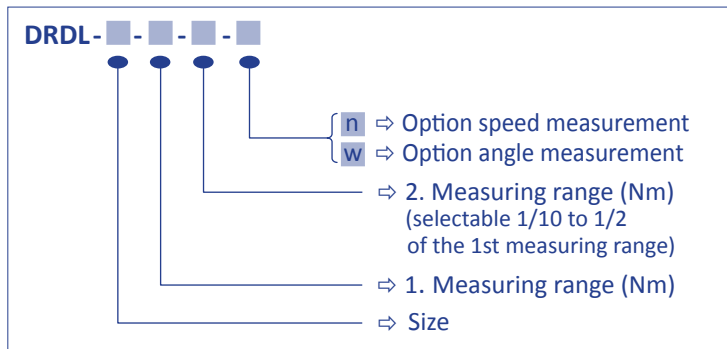 DRDL- - - -
n ⇨ Option speed measurement
w ⇨ Option angle measurement
⇨ 2. Measuring range (Nm)
(selectable 1/10 to 1/2
of the 1st measuring range)
⇨ 1. Measuring range (Nm)
⇨ Size